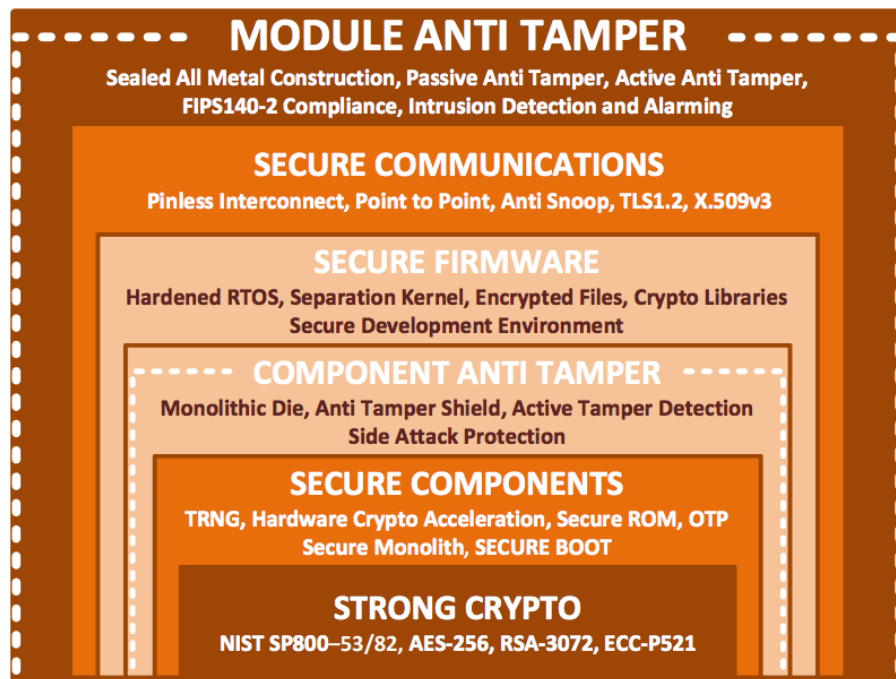 MODULE ANTI TAMPER
Sealed All Metal Construction, Passive Anti Tamper, Active Anti Tamper,
FIPS140-2 Compliance, Intrusion Detection and Alarming
SECURE COMMUNICATIONS
Pinless Interconnect, Point to Point, Anti Snoop, TLS1.2, X.509v3
SECURE FIRMWARE
Hardened RTOS, Separation Kernel, Encrypted Files, Crypto Libraries
Secure Development Environment
COMPONENT ANTI TAMPER
Monolithic Die, Anti Tamper Shield, Active Tamper Detection
Side Attack Protection
SECURE COMPONENTS
TRNG, Hardware Crypto Acceleration, Secure ROM, OTP
Secure Monolith, SECURE BOOT
STRONG CRYPTO
NIST SP800–53/82, AES-256, RSA-3072, ECC-P521